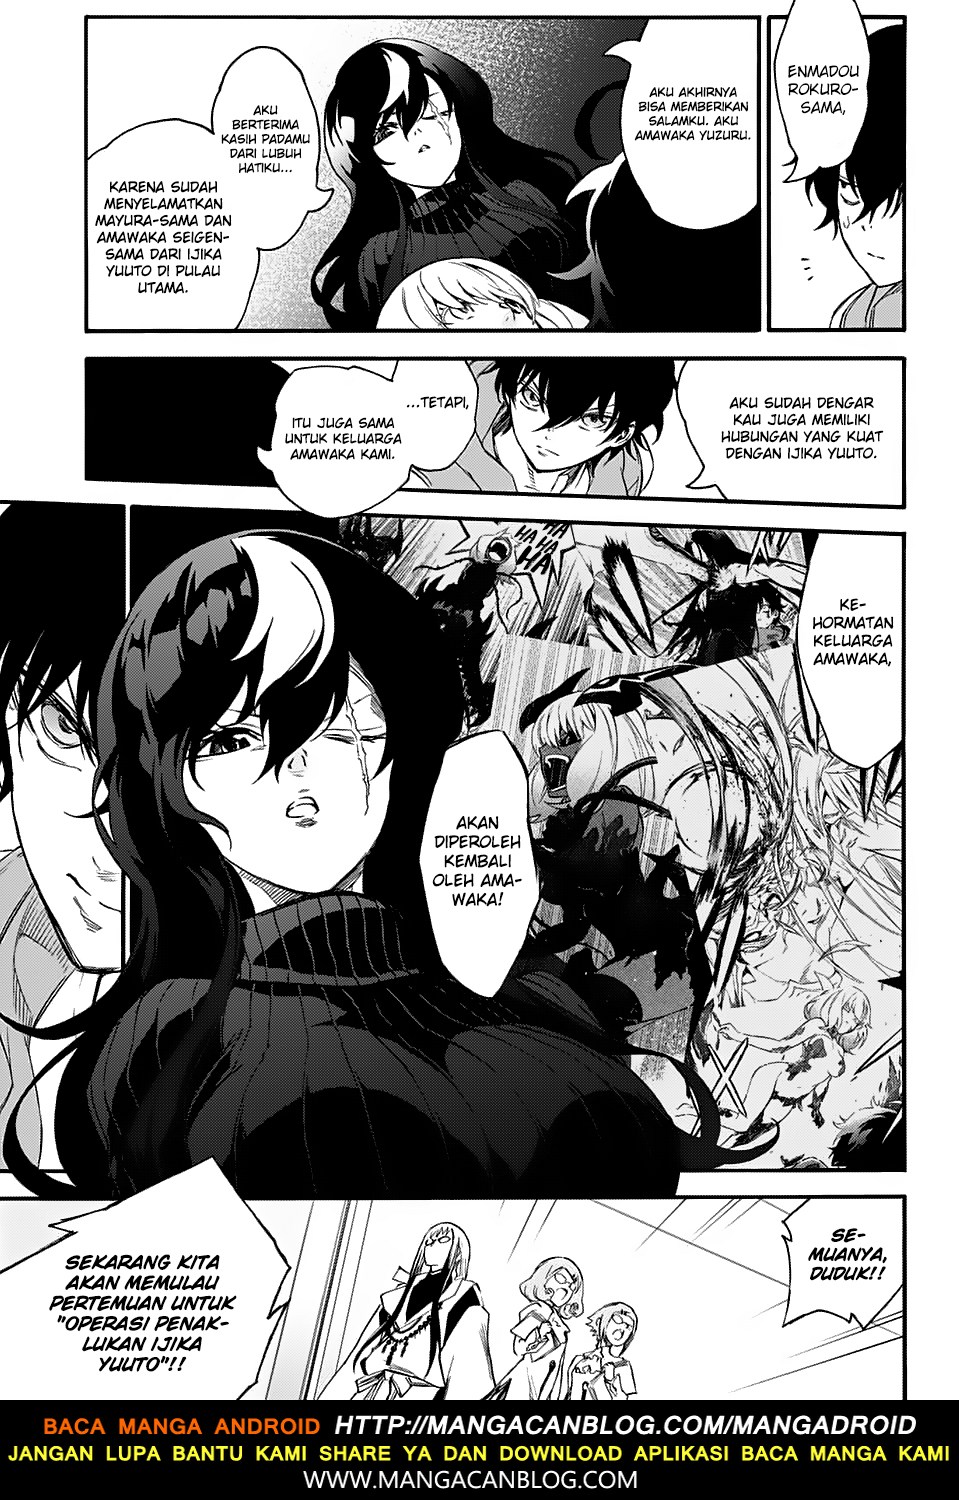 ENMADOU
ROKURO-
SAMA,
AKU AKHIRNYA
BISA MEMBERIKAN
SALAMKU. AKU
AMAWAKA YUZURU.
AKU
BERTERIMA
KASIH PADAMU
DARI LUBUH
HATIKU...
KARENA SUDAH
MENYELAMATKAN
MAYURA-SAMA DAN
AMAWAKA SEIGEN-
SAMA DARI IJIKA
YUUTO DI PULAU
UTAMA.
AKU SUDAH DENGAR
KAU JUGA MEMILIKI
HUBUNGAN YANG KUAT
DENGAN IJIKA YUUTO.
...TETAPI,
ITU JUGA SAMA
UNTUK KELUARGA
AMAWAKA KAMI.
HA
HA HA
HA
HA
KE-
HORMATAN
KELUARGA
AMAWAKA,
AKAN
DIPEROLEH
KEMBALI
OLEH AMA-
WAKA!
SE-
MUANYA,
DUDUK!!
SEKARANG KITA
AKAN MEMULAU
PERTEMUAN UNTUK
"OPERASI PENAK-
LUKAN IJIKA
YUUTO"!!
BACA MANGA ANDROID HTTP://MANGACANBLOG.COM/MANGADROID
JANGAN LUPA BANTU KAMI SHARE YA DAN DOWNLOAD APLIKASI BACA MANGA KAMI
WWW.MANGACANBLOG.COM